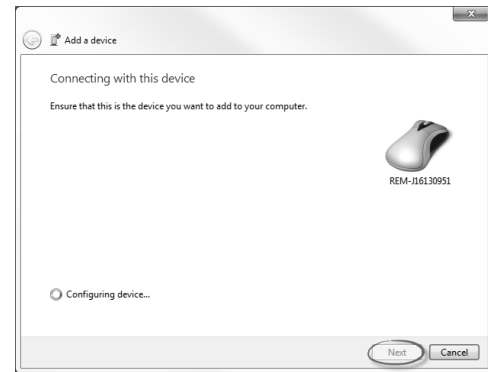 Add a device
Connecting with this device
Ensure that this is the device you want to add to your computer.
REM-J16130951
Configuring device...
Next Cancel